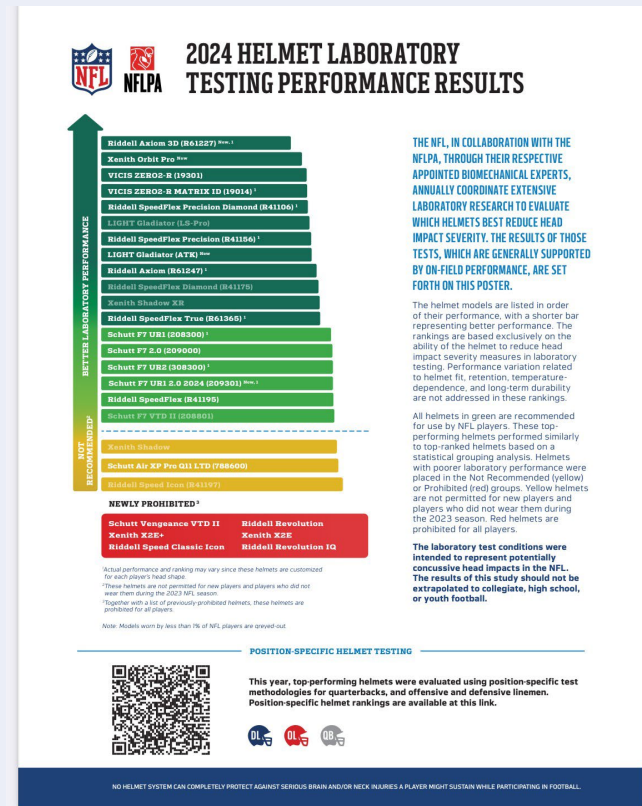 NFL
NFLPA
2024 HELMET LABORATORY
TESTING PERFORMANCE RESULTS
BETTER LABORATORY PERFORMANCE
NOT
RECOMMENDED²
Riddell Axiom 3D (R61227) New, 1
Xenith Orbit Pro New
VICIS ZERO2-R (19301)
VICIS ZERO2-R MATRIX ID (19014) ¹
Riddell SpeedFlex Precision Diamond (R41106) ¹
LIGHT Gladiator (LS-Pro)
Riddell SpeedFlex Precision (R41156) ¹
LIGHT Gladiator (ATK) New
Riddell Axiom (R61247) ¹
Riddell SpeedFlex Diamond (R41175)
Xenith Shadow XR
Riddell SpeedFlex True (R61365) ¹
Schutt F7 UR1 (208300) ¹
Schutt F7 2.0 (209000)
Schutt F7 UR2 (308300) ¹
Schutt F7 UR1 2.0 2024 (209301) New, 1
Riddell SpeedFlex (R41195)
Schutt F7 VTD II (208801)
Xenith Shadow
Schutt Air XP Pro Q11 LTD (788600)
Riddell Speed Icon (R41197)
NEWLY PROHIBITED³
Schutt Vengeance VTD II
Xenith X2E+
Riddell Speed Classic Icon
Riddell Revolution
Xenith X2E
Riddell Revolution IQ
¹Actual performance and ranking may vary since these helmets are customized
for each player's head shape
²These helmets are not permitted for new players and players who did not
wear them during the 2023 NFL season.
³Together with a list of previously-prohibited helmets, these helmets are
prohibited for all players.
Note: Models worn by less than 1% of NFL players are greyed-out.
THE NFL, IN COLLABORATION WITH THE
NFLPA, THROUGH THEIR RESPECTIVE
APPOINTED BIOMECHANICAL EXPERTS,
ANNUALLY COORDINATE EXTENSIVE
LABORATORY RESEARCH TO EVALUATE
WHICH HELMETS BEST REDUCE HEAD
IMPACT SEVERITY. THE RESULTS OF THOSE
TESTS, WHICH ARE GENERALLY SUPPORTED
BY ON-FIELD PERFORMANCE, ARE SET
FORTH ON THIS POSTER.
The helmet models are listed in order
of their performance, with a shorter bar
representing better performance. The
rankings are based exclusively on the
ability of the helmet to reduce head
impact severity measures in laboratory
testing. Performance variation related
to helmet fit, retention, temperature-
dependence, and long-term durability
are not addressed in these rankings.
All helmets in green are recommended
for use by NFL players. These top-
performing helmets performed similarly
to top-ranked helmets based on a
statistical grouping analysis. Helmets
with poorer laboratory performance were
placed in the Not Recommended (yellow)
or Prohibited (red) groups. Yellow helmets
are not permitted for new players and
players who did not wear them during
the 2023 season. Red helmets are
prohibited for all players.
The laboratory test conditions were
intended to represent potentially
concussive head impacts in the NFL.
The results of this study should not be
extrapolated to collegiate, high school,
or youth football.
POSITION-SPECIFIC HELMET TESTING
This year, top-performing helmets were evaluated using position-specific test
methodologies for quarterbacks, and offensive and defensive linemen.
Position-specific helmet rankings are available at this link.
DL
OL
QB
NO HELMET SYSTEM CAN COMPLETELY PROTECT AGAINST SERIOUS BRAIN AND/OR NECK INJURIES A PLAYER MIGHT SUSTAIN WHILE PARTICIPATING IN FOOTBALL.